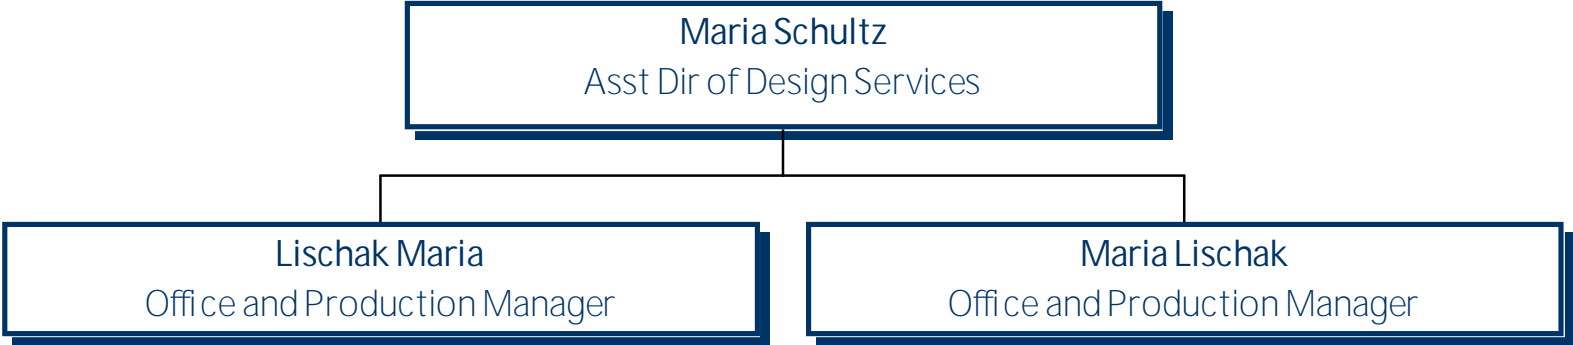 Maria Schultz
Asst Dir of Design Services
Lischak Maria
Office and Production Manager
Maria Lischak
Office and Production Manager